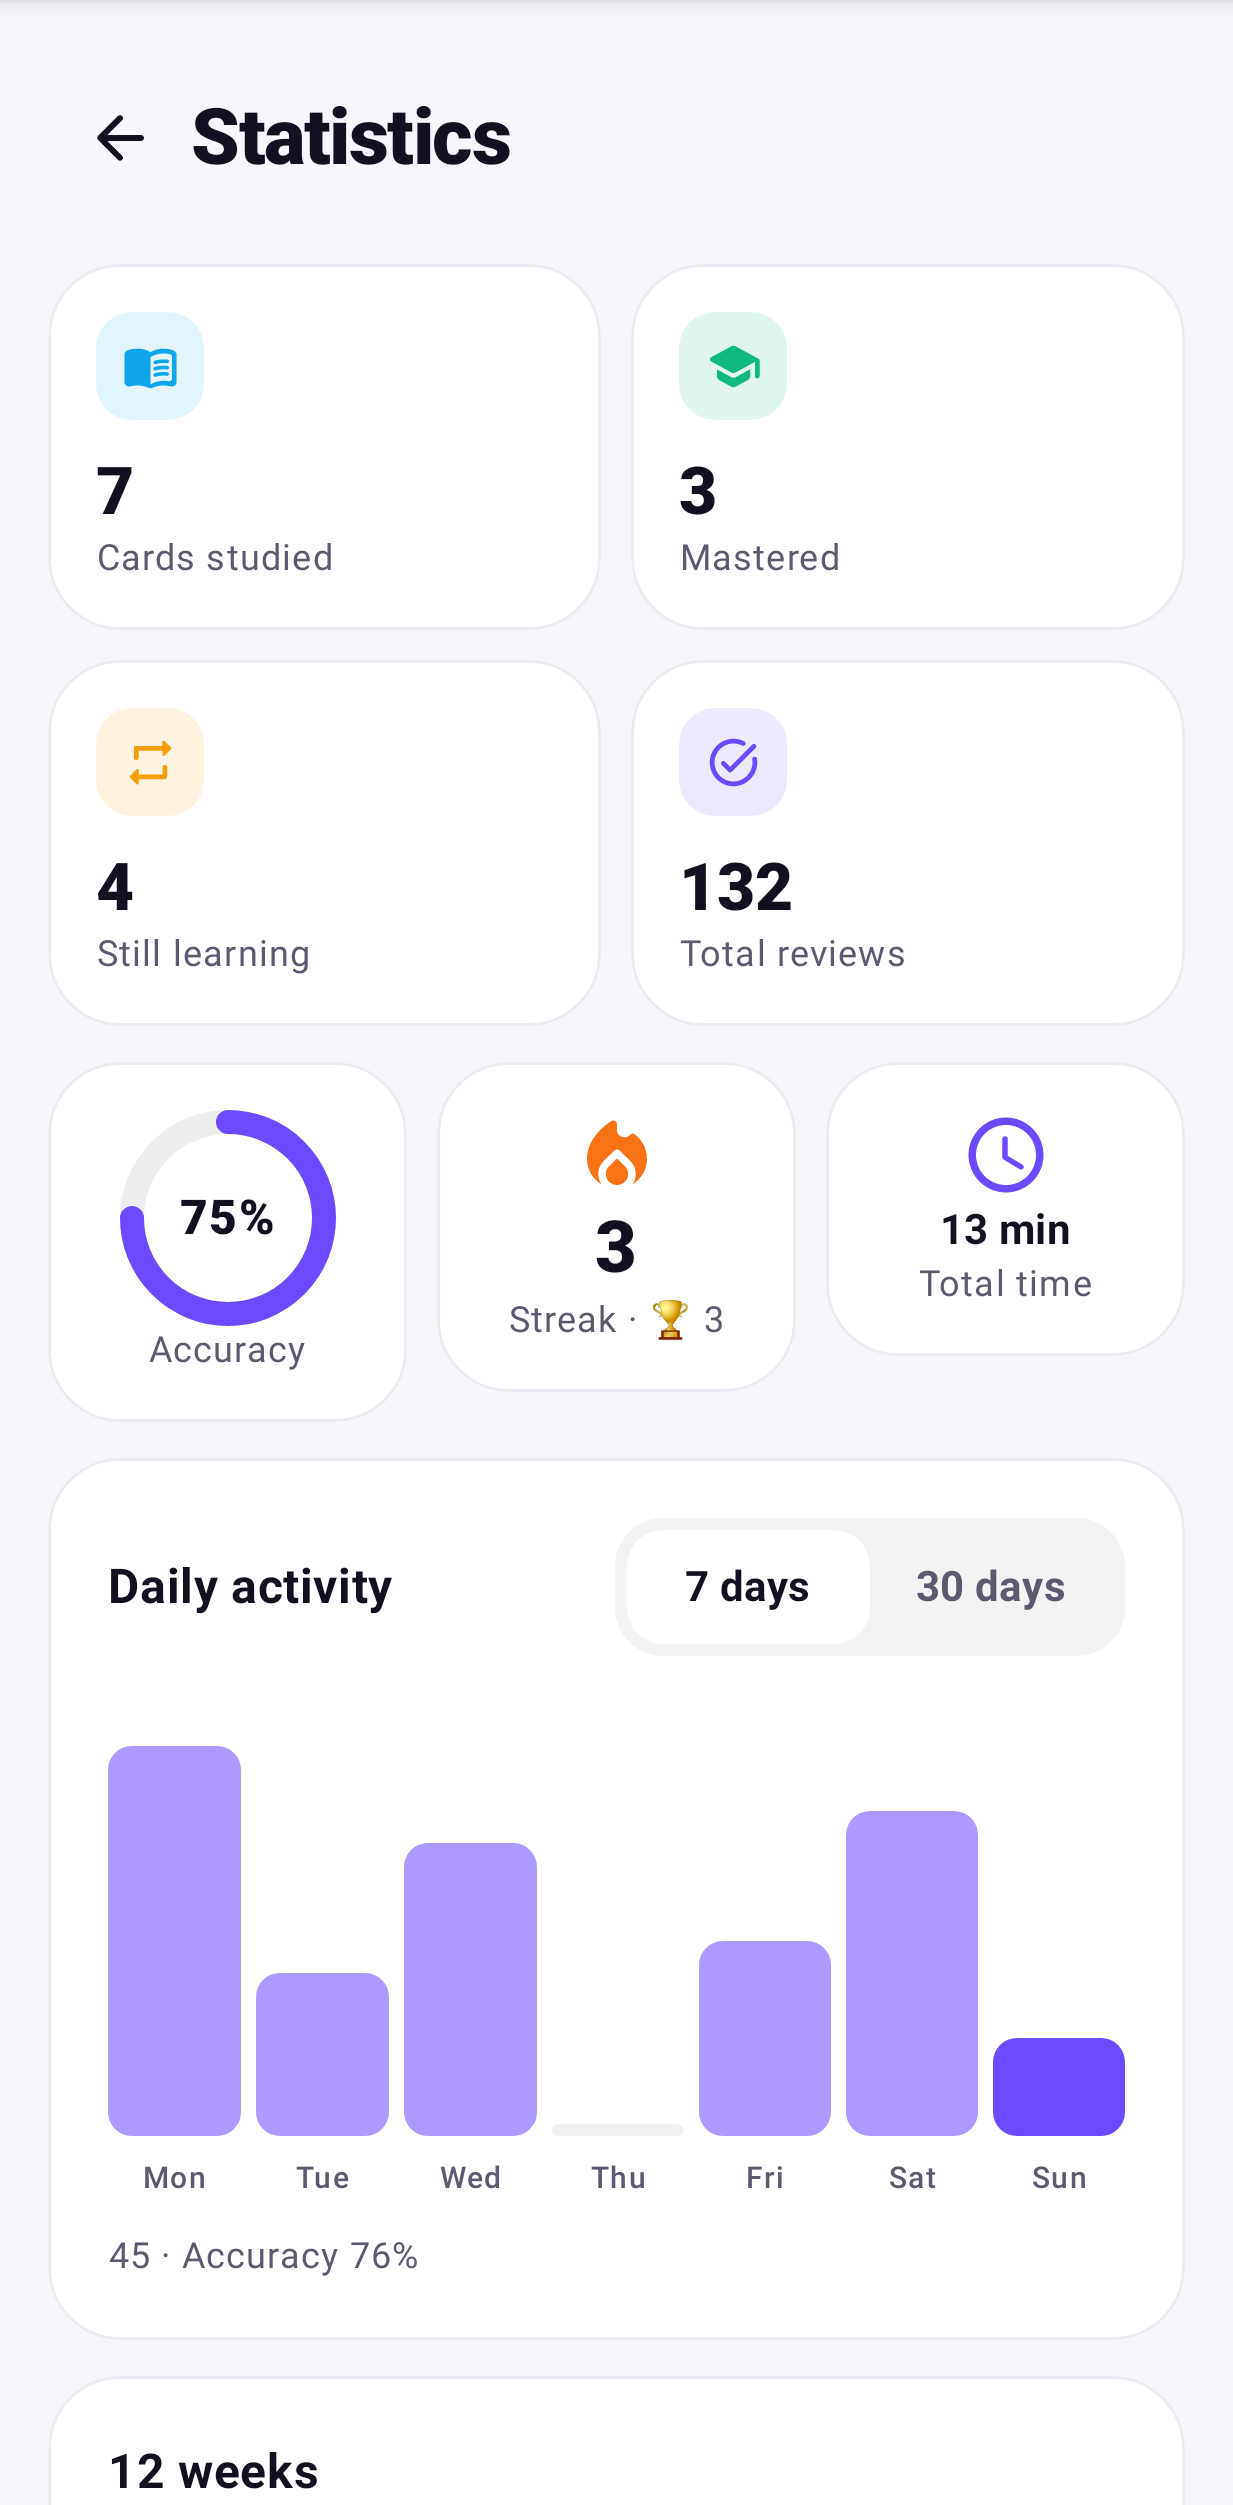 Statistics
7
Cards studied
3
Mastered
4
Still learning
132
Total reviews
75%
Accuracy
3
Streak · 🏆 3
13 min
Total time
Daily activity
7 days
30 days
Mon Tue Wed Thu Fri Sat Sun
45 · Accuracy 76%
12 weeks